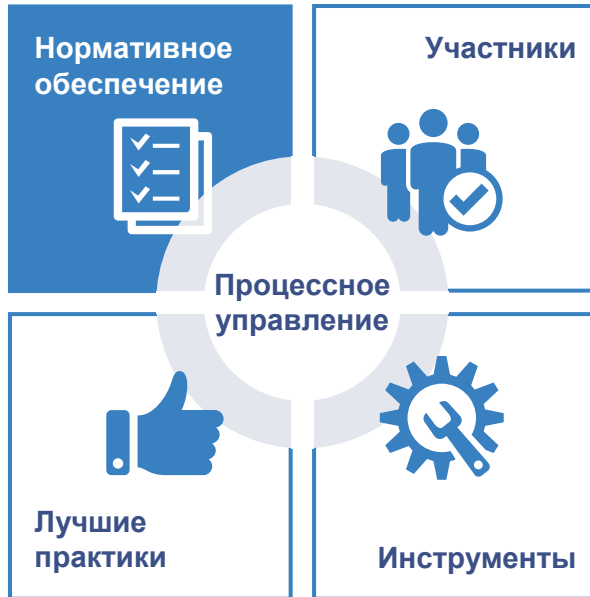 Нормативное
обеспечение
Участники
Процессное
управление
Лучшие
практики
Инструменты